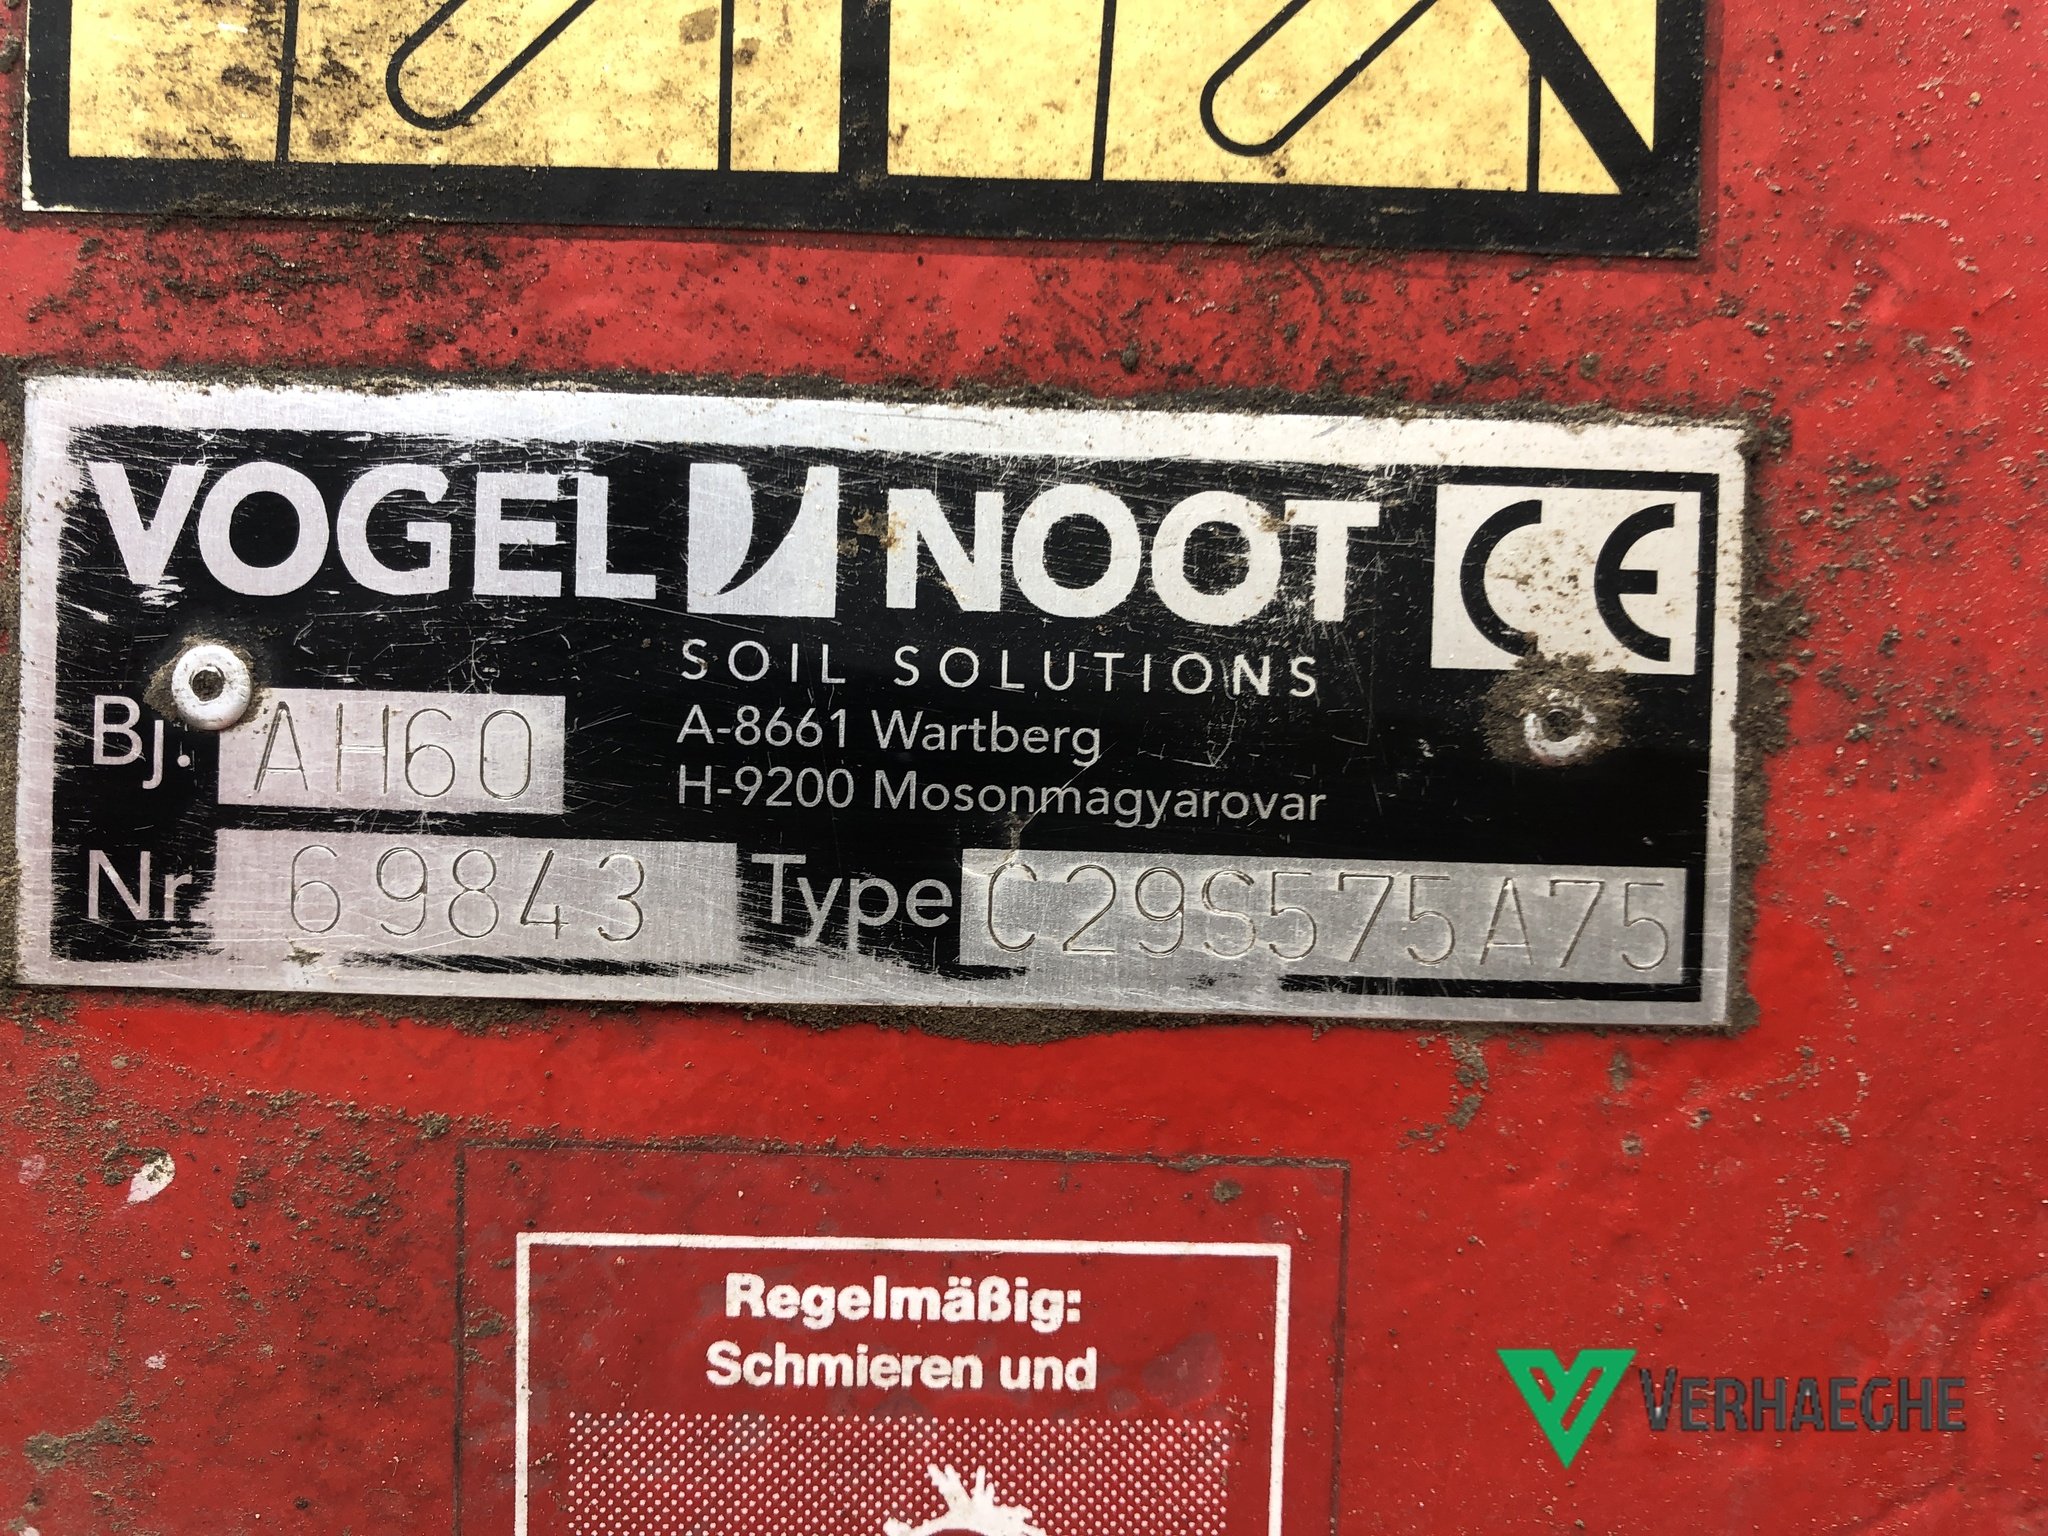 VOGEL NOOT CE
SOIL SOLUTIONS
A-8661 Wartberg
H-9200 Mosonmagyarovar
Bj. AH60
Nr. 69843 Type C29S575A75
Regelmäßig:
Schmieren und
VERHAEGHE